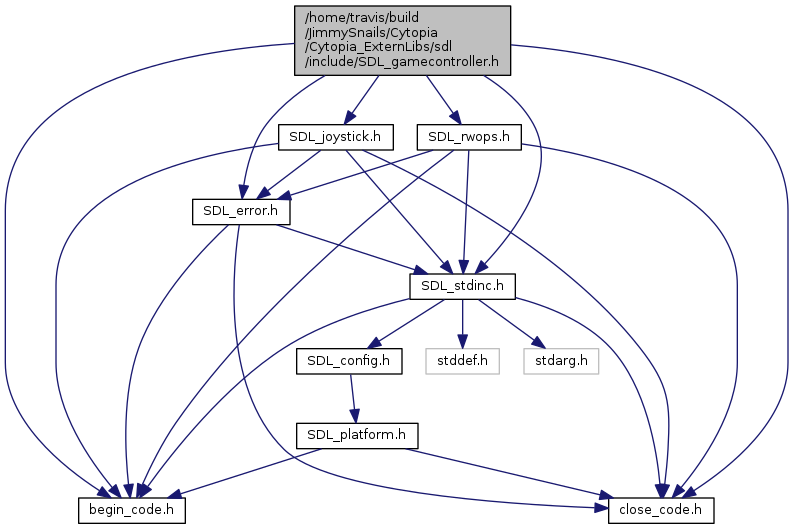 /home/travis/build
/JimmySnails/Cytopia
/Cytopia_ExternLibs/sdl
/include/SDL_gamecontroller.h
SDL_joystick.h
SDL_rwops.h
SDL_error.h
SDL_stdinc.h
SDL_config.h
stddef.h
stdarg.h
SDL_platform.h
begin_code.h
close_code.h